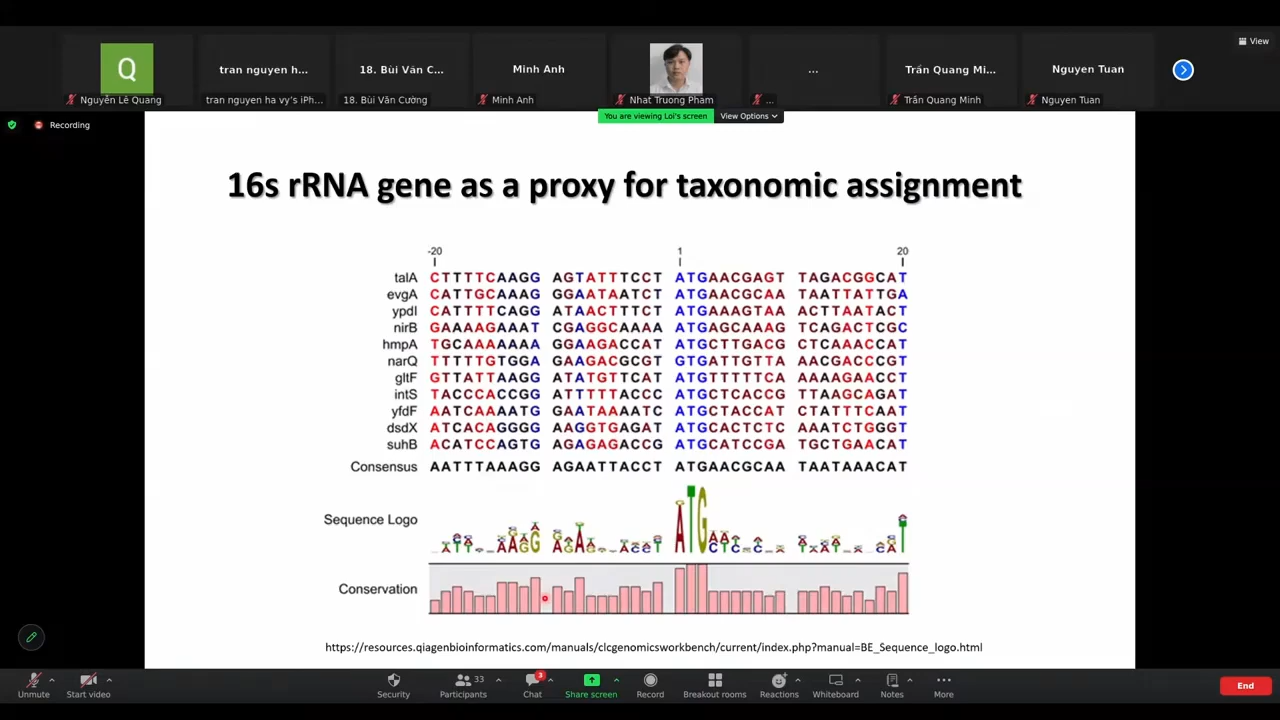 View
Q
tran nguyen h...
18. Bùi Văn C...
Minh Anh
...
Trần Quang Mi...
Nguyen Tuan
Nguyễn Lê Quang
tran nguyen ha vy's iPh...
18. Bùi Văn Cường
Minh Anh
Nhat Truong Pham
...
Trần Quang Minh
Nguyen Tuan
You are viewing Loi's screen
View Options
Recording
16s rRNA gene as a proxy for taxonomic assignment
-20 1 20
talA CTTTTCAAGG AGTATTTCCT ATGAACGAGT TAGACGGCAT
evgA CATTGCAAAG GGAATAATCT ATGAACGCAA TAATTATTGA
ypdI CATTTTCAGG ATAACTTTCT ATGAAAGTAA ACTTAATACT
nirB GAAAAGAAAT CGAGGCAAAA ATGAGCAAAG TCAGACTCGC
hmpA TGCAAAAAAA GGAAGACCAT ATGCTTGACG CTCAAACCAT
narQ TTTTTGTGGA GAAGACGCGT GTGATTGTTA AACGACCCGT
gltF GTTATTAAGG ATATGTTCAT ATGTTTTTCA AAAAGAACCT
intS TACCCACCGG ATTTTTACCC ATGCTCACCG TTAAGCAGAT
yfdF AATCAAAATG GAATAAAATC ATGCTACCAT CTATTTCAAT
dsdX ATCACAGGGG AAGGTGAGAT ATGCACTCTC AAATCTGGGT
suhB ACATCCAGTG AGAGAGACCG ATGCATCCGA TGCTGAACAT
Consensus AATTTAAAGG AGAATTACCT ATGAACGCAA TAATAAACAT
Sequence Logo
ATG
Conservation
https://resources.qiagenbioinformatics.com/manuals/clcgenomicsworkbench/current/index.php?manual=BE_Sequence_logo.html
Unmute
Start video
Security
Participants
33
Chat
3
Share screen
Record
Breakout rooms
Reactions
Whiteboard
Notes
More
End